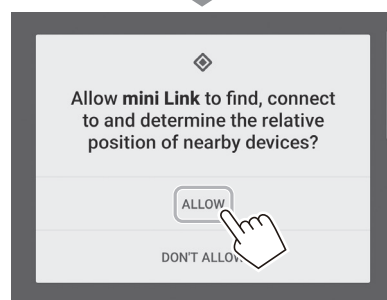 Allow mini Link to find, connect
to and determine the relative
position of nearby devices?
ALLOW
DON'T ALLOW